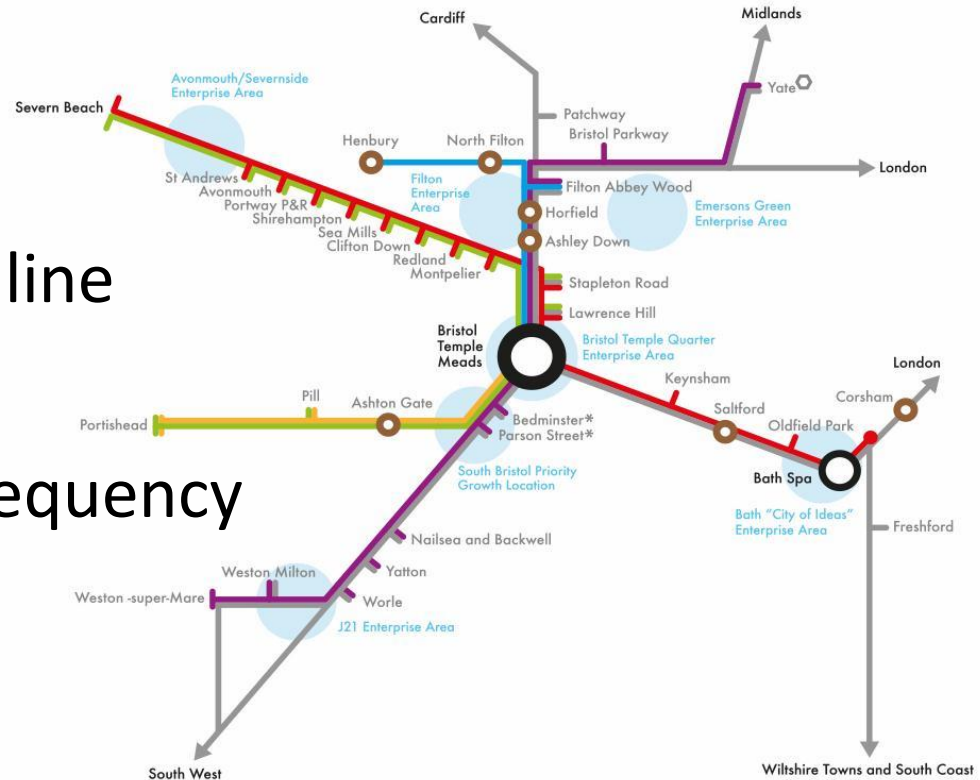 Cardiff
Midlands
Avonmouth/Severnside
Enterprise Area
Severn Beach
Yate
Patchway
Bristol Parkway
Henbury
North Filton
London
St Andrews
Avonmouth
Portway P&R
Shirehampton
Sea Mills
Clifton Down
Redland
Montpelier
Filton
Enterprise
Area
Filton Abbey Wood
Horfield
Ashley Down
Emersons Green
Enterprise Area
line
Stapleton Road
Lawrence Hill
Bristol
Temple
Meads
Bristol Temple Quarter
Enterprise Area
London
Keynsham
Corsham
Saltford
Oldfield Park
Pill
Ashton Gate
Portishead
Bedminster*
Parson Street*
Bath Spa
South Bristol Priority
Growth Location
equency
Bath "City of Ideas"
Enterprise Area
Freshford
Nailsea and Backwell
Weston Milton
Yatton
Weston -super-Mare
Worle
J21 Enterprise Area
South West
Wiltshire Towns and South Coast